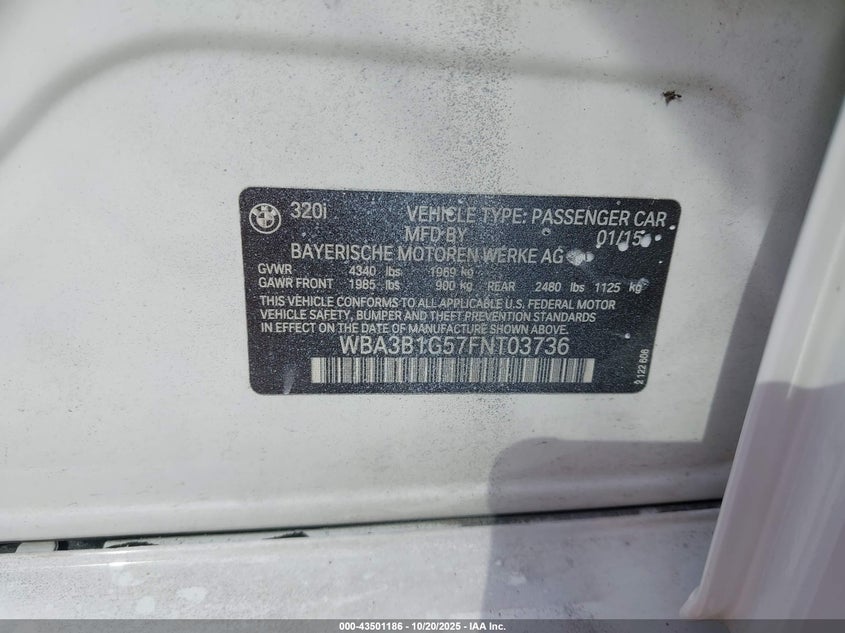 BMW
320i VEHICLE TYPE: PASSENGER CAR
MFD BY 01/15
BAYERISCHE MOTOREN WERKE AG
GVWR 4340 lbs 1969 kg
GAWR FRONT 1985 lbs 900 kg REAR 2480 lbs 1125 kg
THIS VEHICLE CONFORMS TO ALL APPLICABLE U.S. FEDERAL MOTOR
VEHICLE SAFETY, BUMPER AND THEFT PREVENTION STANDARDS
IN EFFECT ON THE DATE OF MANUFACTURE SHOWN ABOVE.
WBA3B1G57FNT03736
000-43501186 - 10/20/2025 - IAA Inc.